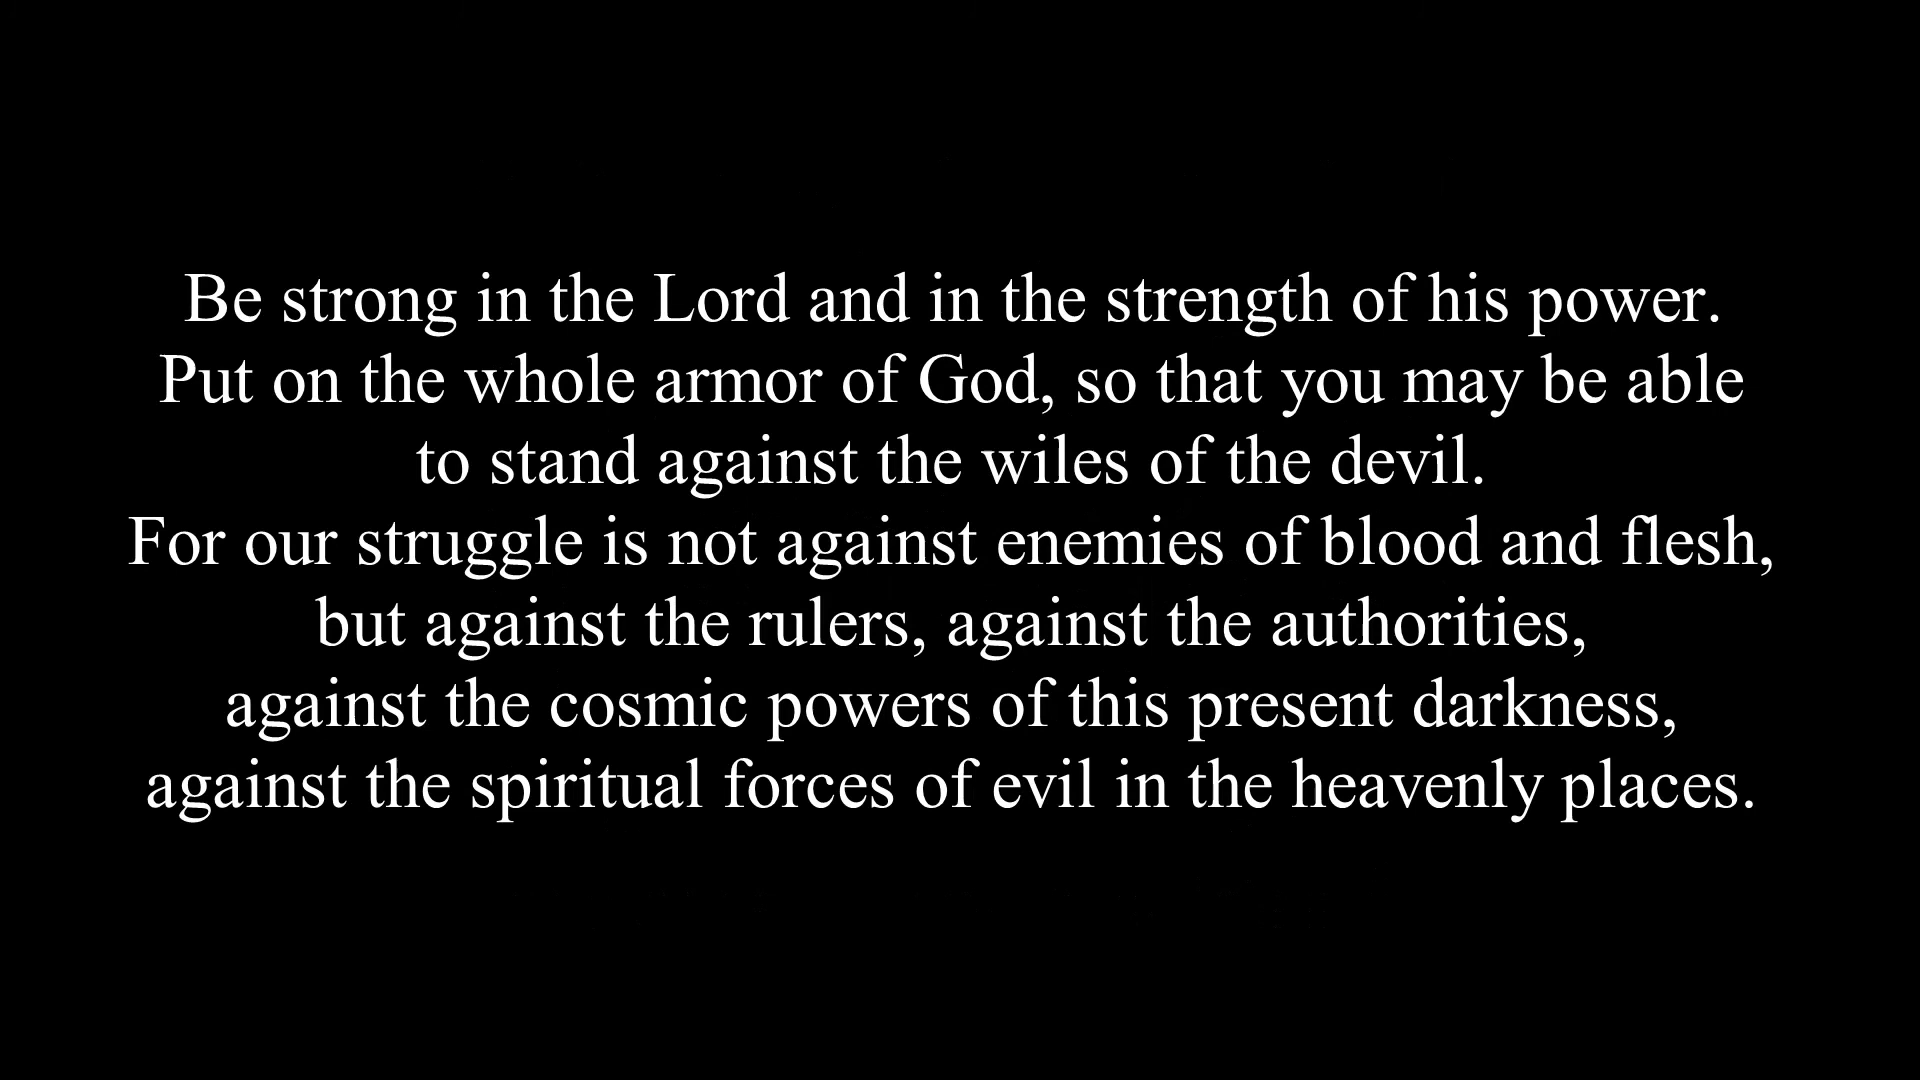 Be strong in the Lord and in the strength of his power.
Put on the whole armor of God, so that you may be able
to stand against the wiles of the devil.
For our struggle is not against enemies of blood and flesh,
but against the rulers, against the authorities,
against the cosmic powers of this present darkness,
against the spiritual forces of evil in the heavenly places.